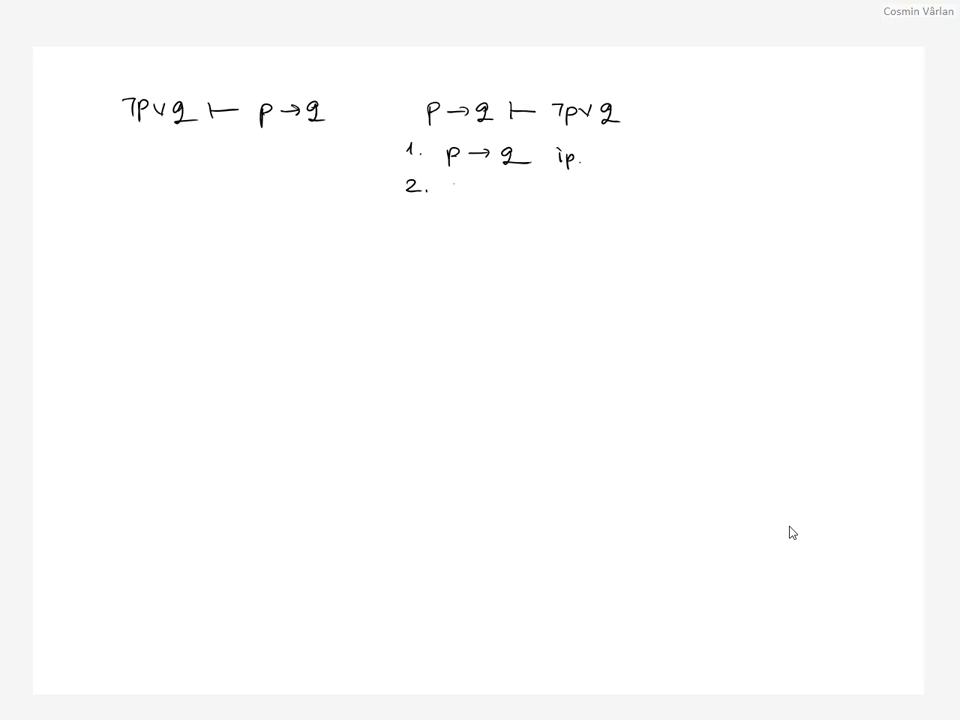 Cosmin Vârlan
¬p∨q ⊢ p→q
p→q ⊢ ¬p∨q
1. p→q ip.
2.